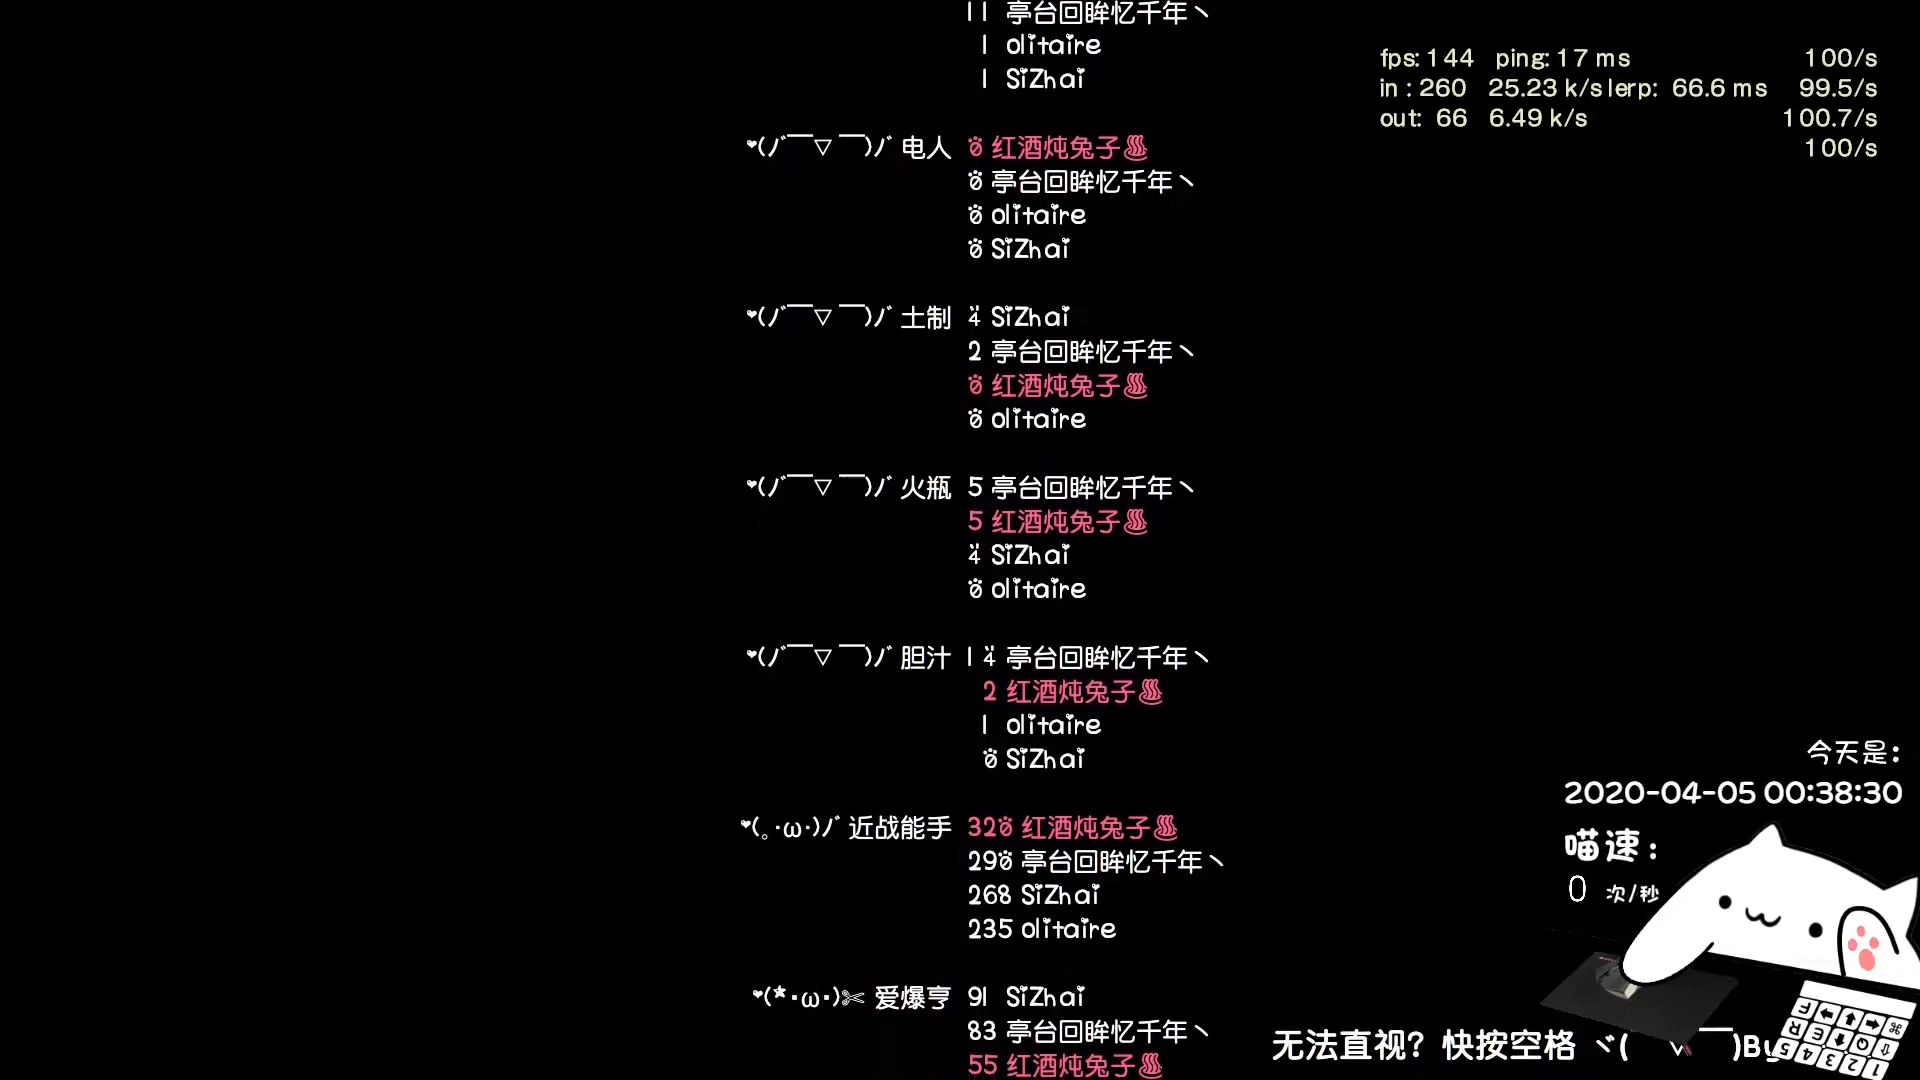 11 亭台回眸忆千年丶
1 olitaire
1 SiZhai
❤(ﾉﾞ￣▽￣)ﾉﾞ电人 0 红酒炖兔子♨
0 亭台回眸忆千年丶
0 olitaire
0 SiZhai
❤(ﾉﾞ￣▽￣)ﾉﾞ土制 4 SiZhai
2 亭台回眸忆千年丶
0 红酒炖兔子♨
0 olitaire
❤(ﾉﾞ￣▽￣)ﾉﾞ火瓶 5 亭台回眸忆千年丶
5 红酒炖兔子♨
4 SiZhai
0 olitaire
❤(ﾉﾞ￣▽￣)ﾉﾞ胆汁 14 亭台回眸忆千年丶
2 红酒炖兔子♨
1 olitaire
0 SiZhai
❤(｡･ω･)ﾉﾞ近战能手 320 红酒炖兔子♨
290 亭台回眸忆千年丶
268 SiZhai
235 olitaire
❤(*･ω･)✄ 爱爆亨 91 SiZhai
83 亭台回眸忆千年丶
55 红酒炖兔子♨
fps: 144 ping: 17 ms 100/s
in : 260 25.23 k/s lerp: 66.6 ms 99.5/s
out: 66 6.49 k/s 100.7/s
100/s
今天是:
2020-04-05 00:38:30
喵速:
0 次/秒
无法直视? 快按空格 ヾ( ▽￣)By